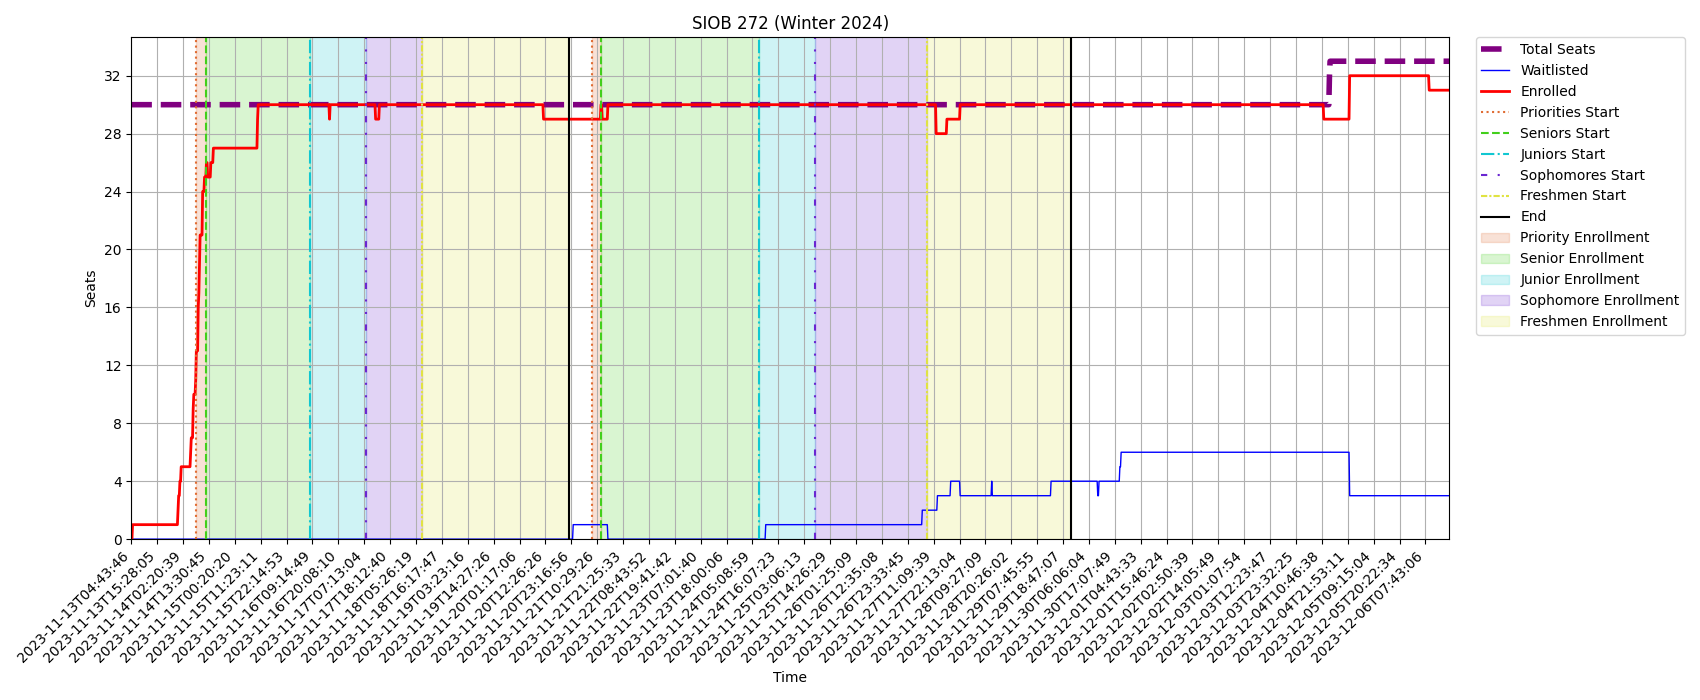 SIOB 272 (Winter 2024)
Seats
32
28
24
20
16
12
8
4
0
2023-11-13T04:43:46
2023-11-13T15:28:05
2023-11-14T02:20:39
2023-11-14T13:30:45
2023-11-15T00:20:20
2023-11-15T11:23:11
2023-11-15T22:14:53
2023-11-16T09:14:49
2023-11-16T20:08:10
2023-11-17T07:13:04
2023-11-17T18:12:40
2023-11-18T05:26:19
2023-11-18T16:17:47
2023-11-19T03:23:16
2023-11-19T14:27:26
2023-11-20T01:17:06
2023-11-20T12:26:26
2023-11-20T23:16:56
2023-11-21T10:29:26
2023-11-21T21:25:33
2023-11-22T08:43:52
2023-11-22T19:41:42
2023-11-23T07:01:40
2023-11-23T18:00:06
2023-11-24T05:08:59
2023-11-24T16:07:23
2023-11-25T03:06:13
2023-11-25T14:26:29
2023-11-26T01:25:09
2023-11-26T12:35:08
2023-11-26T23:33:45
2023-11-27T11:09:39
2023-11-27T22:13:04
2023-11-28T09:27:09
2023-11-28T20:26:02
2023-11-29T07:45:55
2023-11-29T18:47:07
2023-11-30T06:06:04
2023-11-30T17:07:49
2023-12-01T04:43:33
2023-12-01T15:46:24
2023-12-02T02:50:39
2023-12-02T14:05:49
2023-12-03T01:07:54
2023-12-03T12:23:47
2023-12-03T23:32:25
2023-12-04T10:46:38
2023-12-04T21:53:11
2023-12-05T09:15:04
2023-12-05T20:22:34
2023-12-06T07:43:06
Time
Total Seats
Waitlisted
Enrolled
Priorities Start
Seniors Start
Juniors Start
Sophomores Start
Freshmen Start
End
Priority Enrollment
Senior Enrollment
Junior Enrollment
Sophomore Enrollment
Freshmen Enrollment